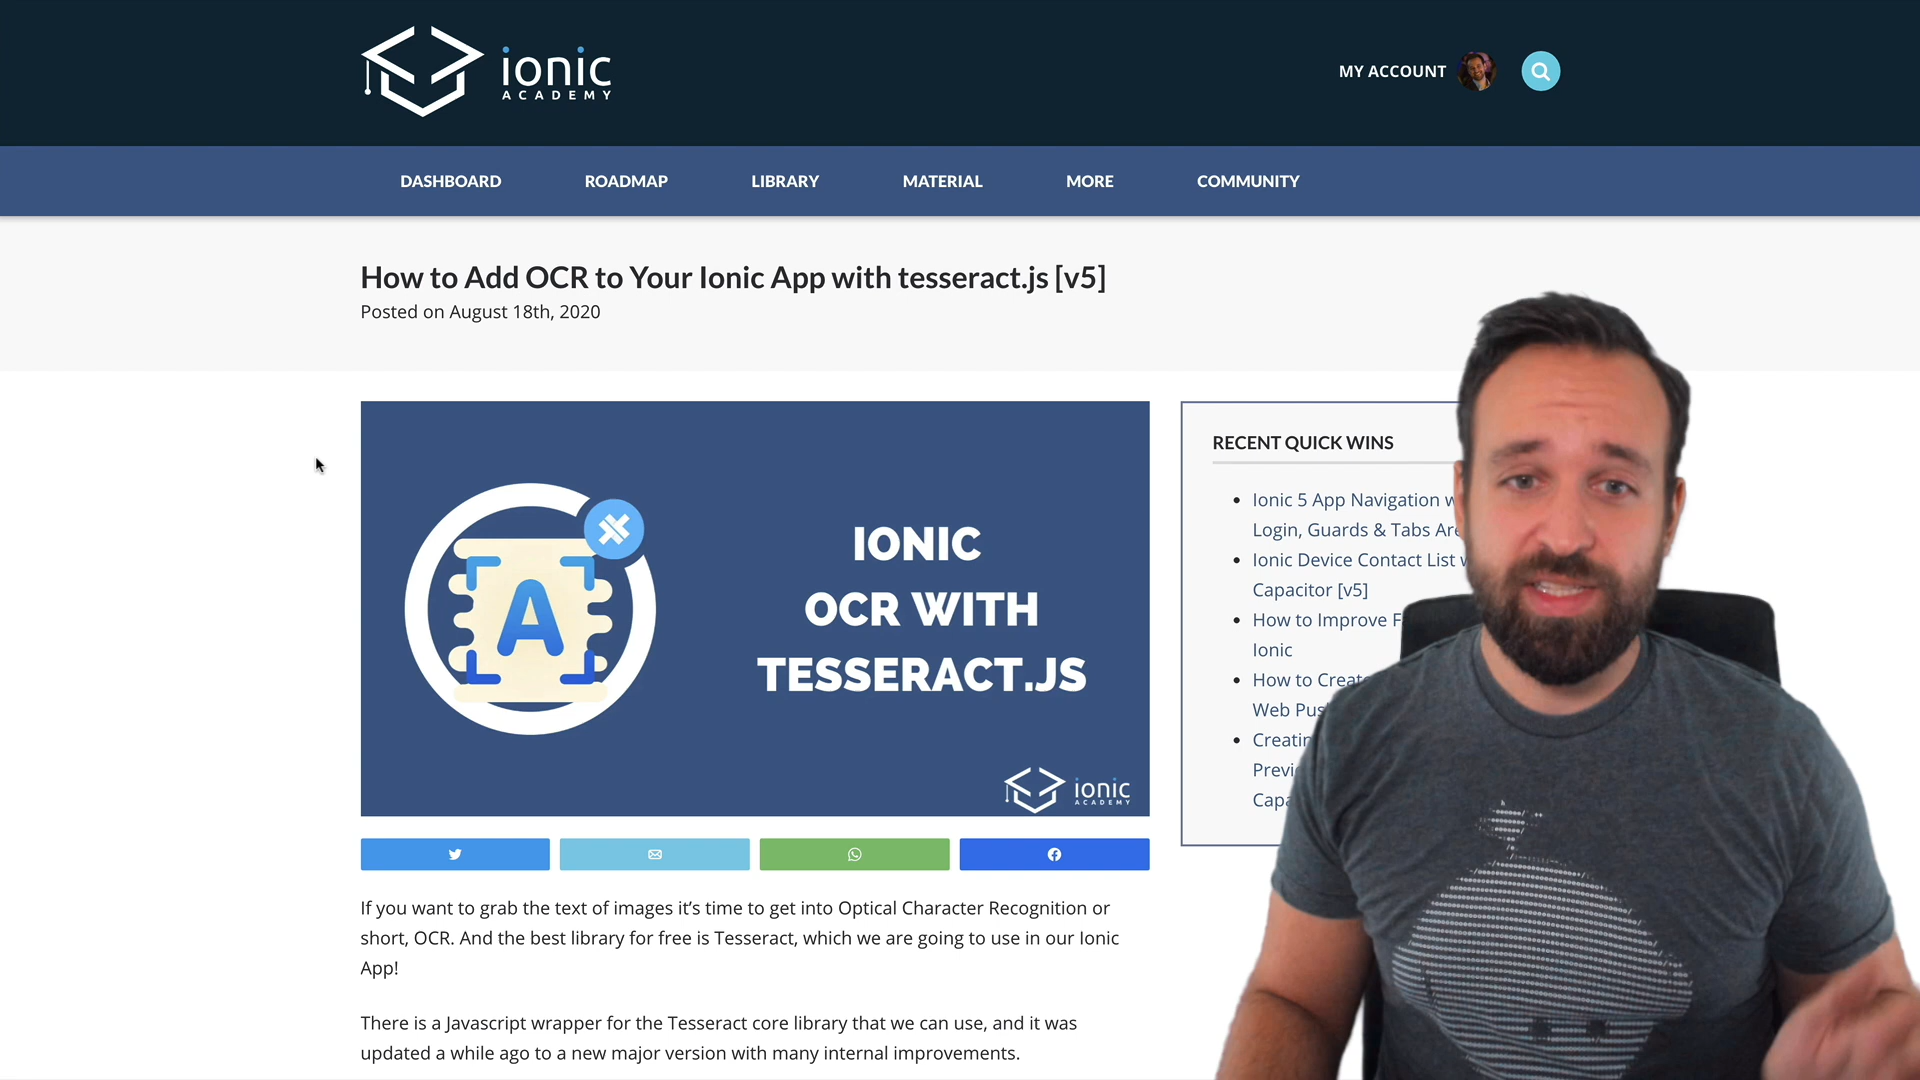 ionic
ACADEMY
MY ACCOUNT
DASHBOARD
ROADMAP
LIBRARY
MATERIAL
MORE
COMMUNITY
How to Add OCR to Your Ionic App with tesseract.js [v5]
Posted on August 18th, 2020
A
IONIC
OCR WITH
TESSERACT.JS
ionic
ACADEMY
If you want to grab the text of images it’s time to get into Optical Character Recognition or
short, OCR. And the best library for free is Tesseract, which we are going to use in our Ionic
App!
There is a Javascript wrapper for the Tesseract core library that we can use, and it was
updated a while ago to a new major version with many internal improvements.
RECENT QUICK WINS
Ionic 5 App Navigation
Login, Guards & Tabs
Ionic Device Contact List
Capacitor [v5]
How to Improve
Ionic
How to Create
Web